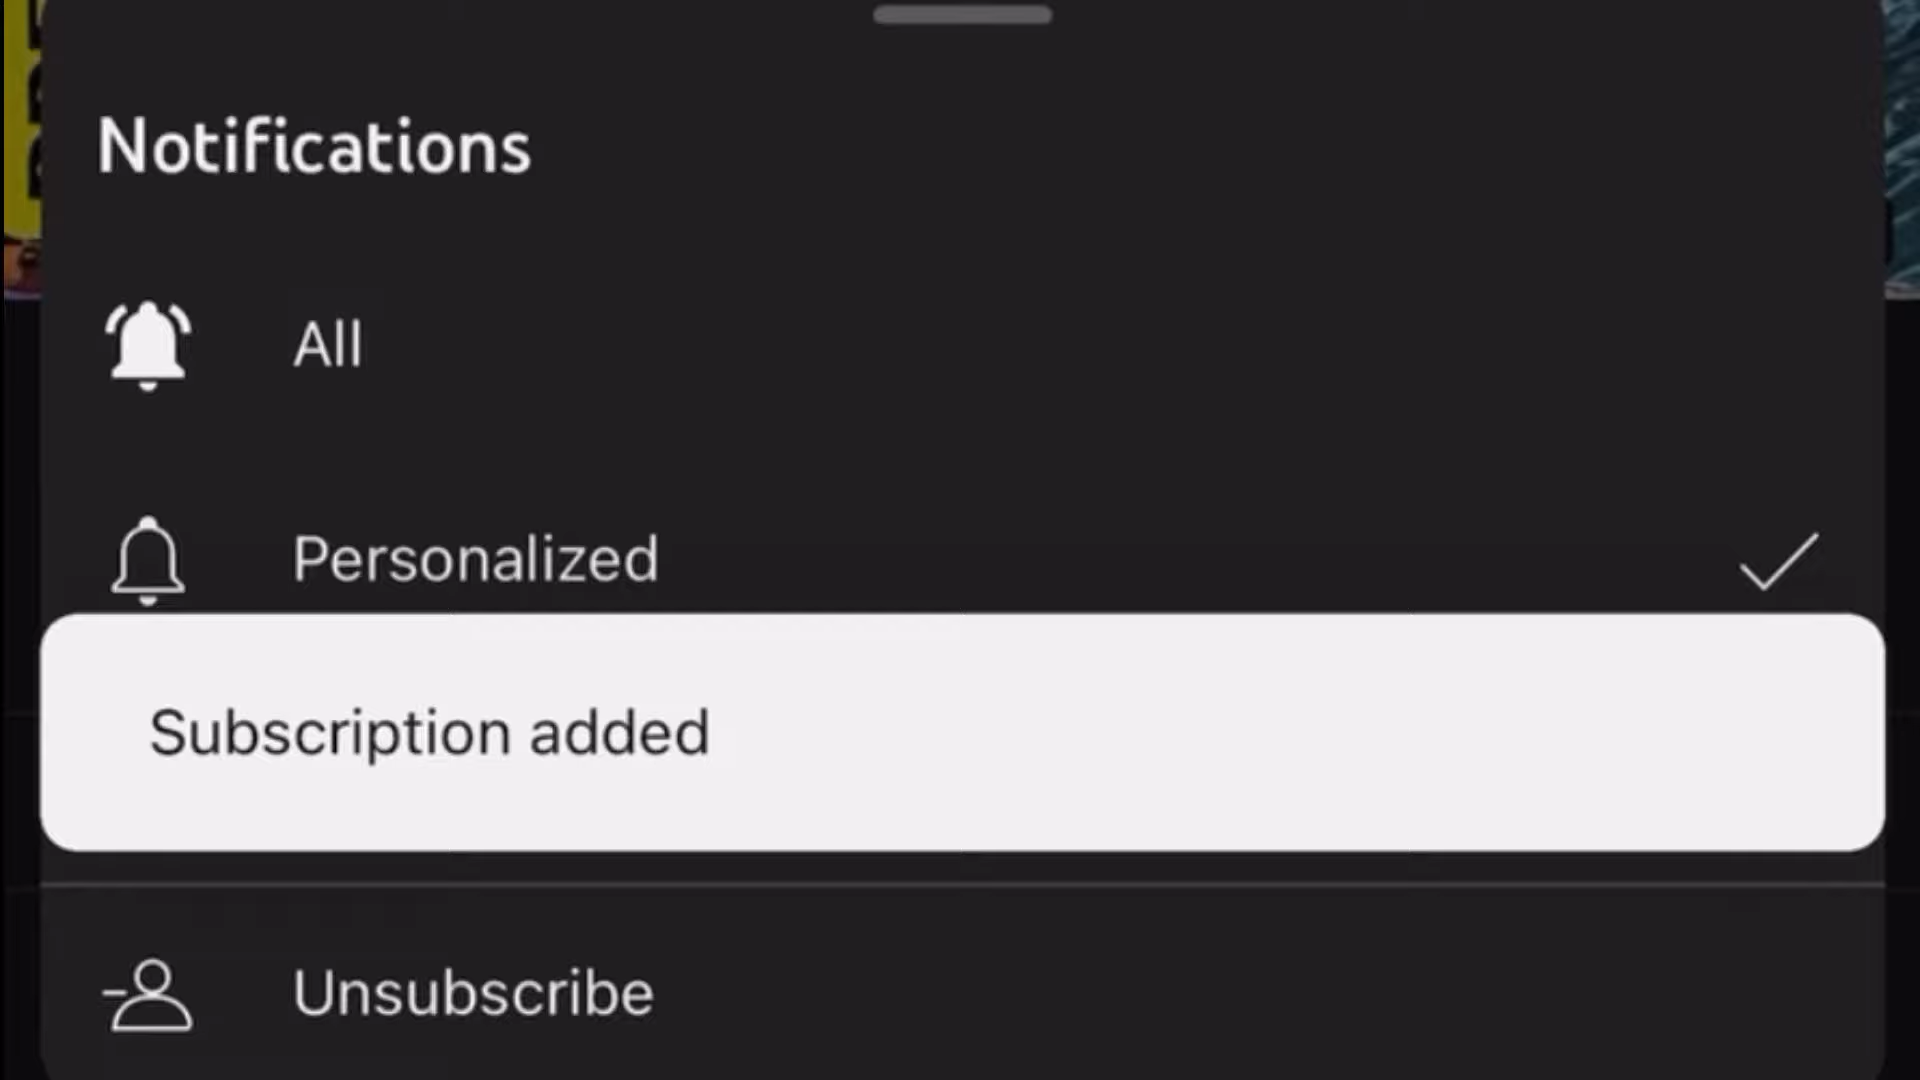 Notifications
All
Personalized
Subscription added
Unsubscribe